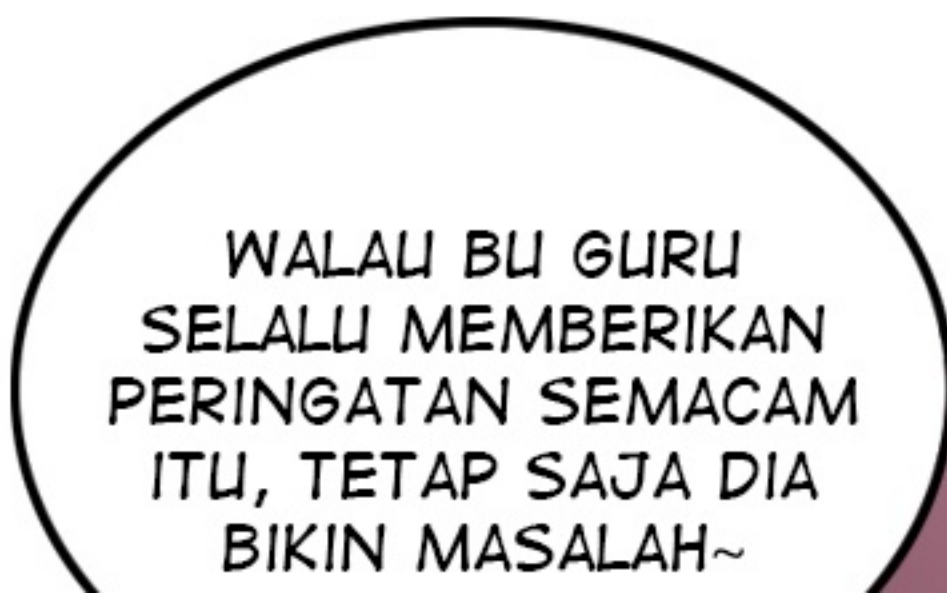 WALAU BU GURU
SELALU MEMBERIKAN
PERINGATAN SEMACAM
ITU, TETAP SAJA DIA
BIKIN MASALAH~